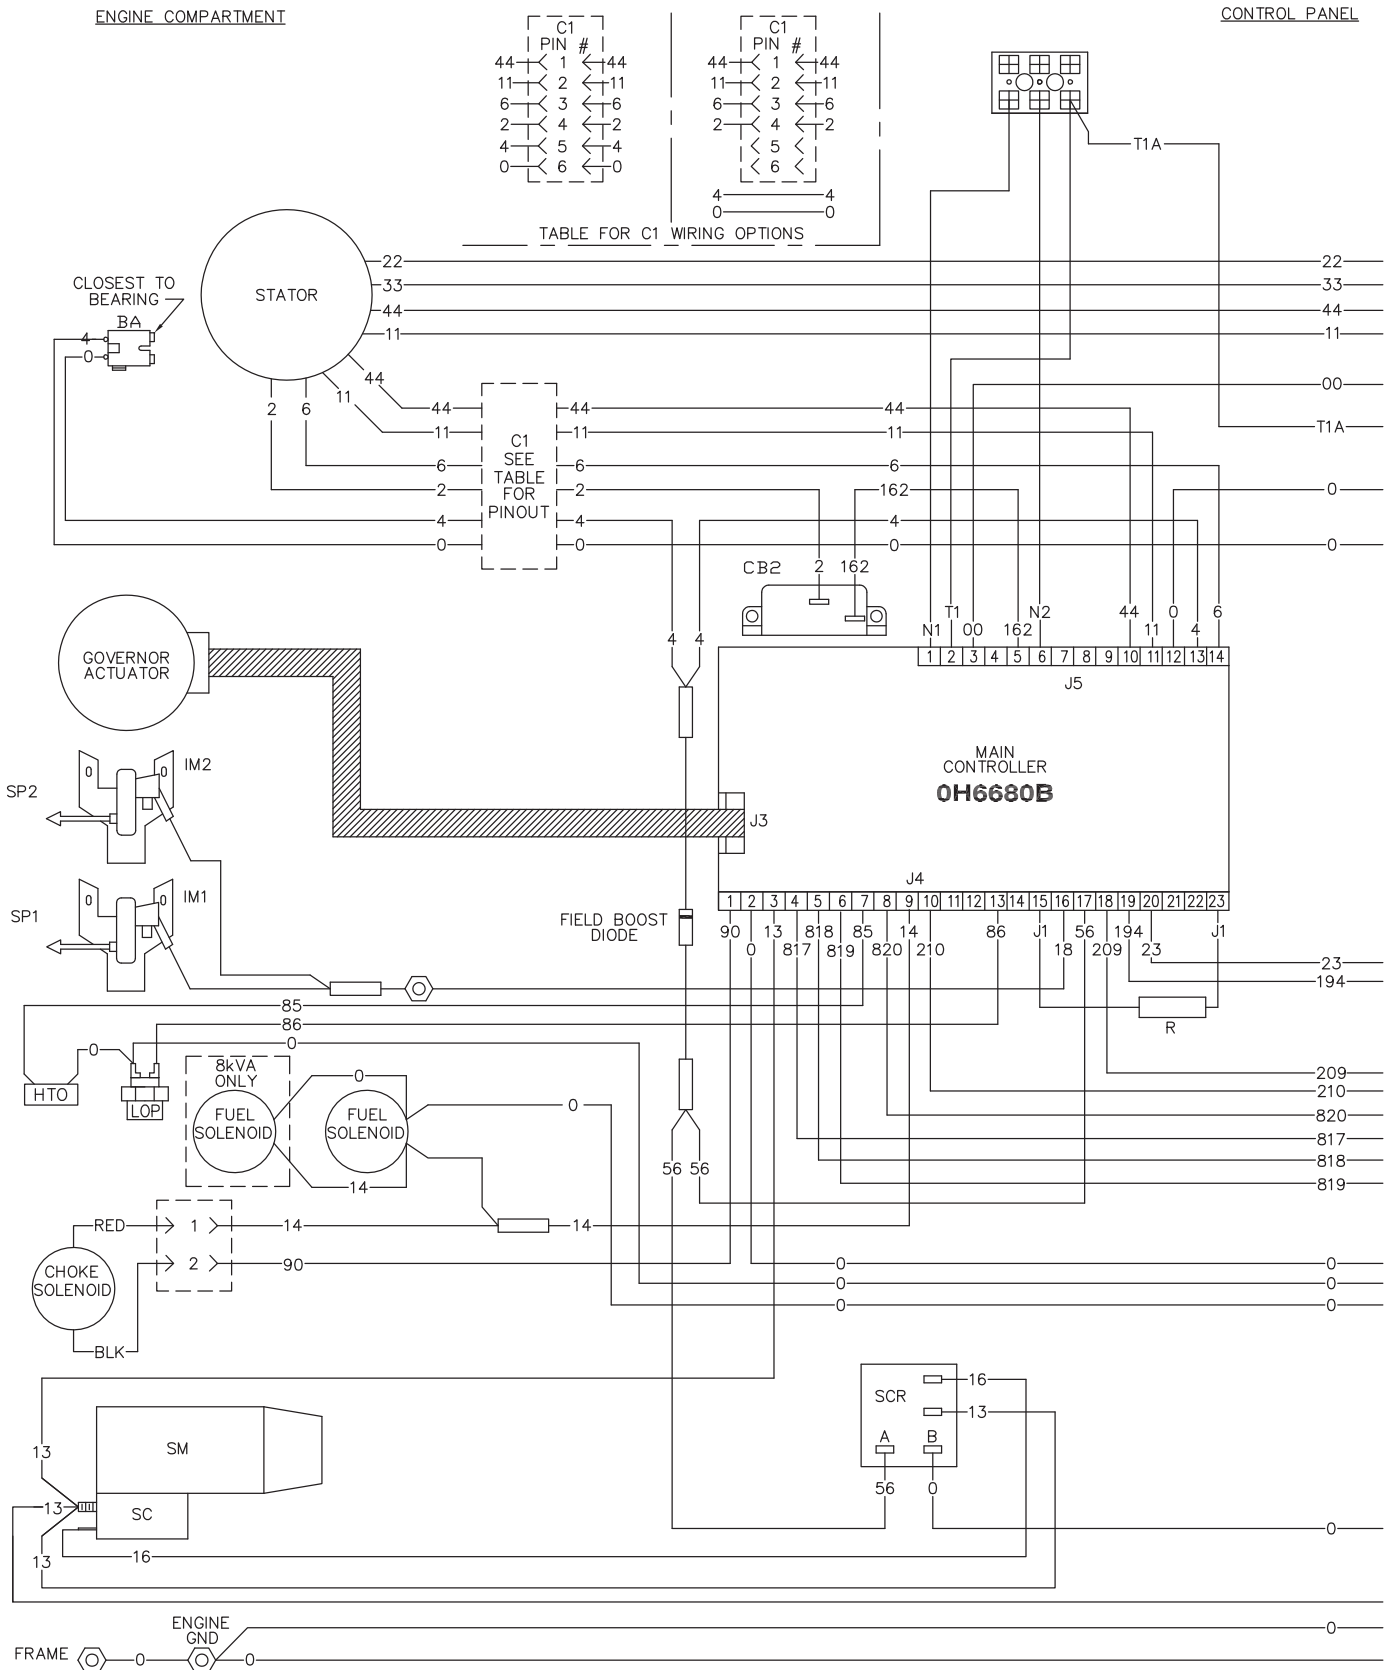 ENGINE COMPARTMENT
CONTROL PANEL
C1 C1
PIN # PIN #
44 1 44 44 1 44
11 2 11 11 2 11
6 3 6 6 3 6
2 4 2 2 4 2
4 5 4 5
0 6 0 6
4 4
0 0
T1A
TABLE FOR C1 WIRING OPTIONS
22 22
33 33
44 44
11 11
STATOR
CLOSEST TO
BEARING
BA
4
0
00
2 6 11 44
T1A
44 44 44
11 11 11
6 6 6
2 2 162 0
4 4 4
0 0 0 0
C1
SEE
TABLE
FOR
PINOUT
CB2 2 162
N1 T1 00 162 N2 44 11 0 4 6
4 4
1 2 3 4 5 6 7 8 9 10 11 12 13 14
J5
GOVERNOR
ACTUATOR
MAIN
CONTROLLER
0H6680B
J3
IM2
SP2
IM1
SP1
J4
1 2 3 4 5 6 7 8 9 10 11 12 13 14 15 16 17 18 19 20 21 22 23
FIELD BOOST
DIODE
90 13 818 85 14 86 J1 56 194 J1
0 817 819 820 210 18 209 23
23
194
R
85
86
0 0
HTO
LOP
8kVA
ONLY
FUEL
SOLENOID
FUEL
SOLENOID
0
0
14
209
210
820
817
818
819
56 56
RED 1 14 14
2 90
CHOKE
SOLENOID
BLK
0 0
0 0
0 0
SCR
16
13
A B
56 0
0
SM
SC
13
13
13
16
ENGINE
GND
0
FRAME 0 0